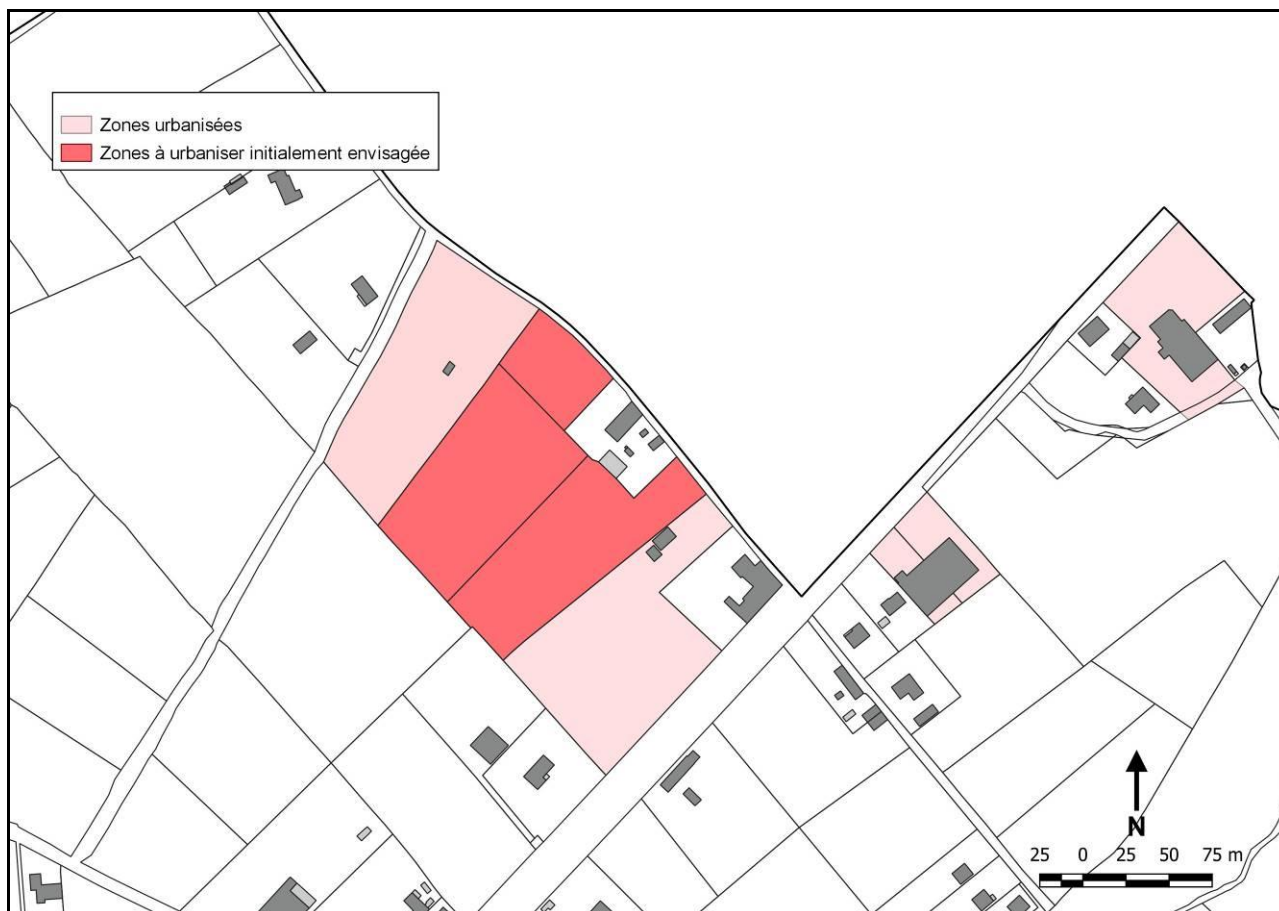 Zones urbanisées
Zones à urbaniser initialement envisagée
N
25 0 25 50 75 m